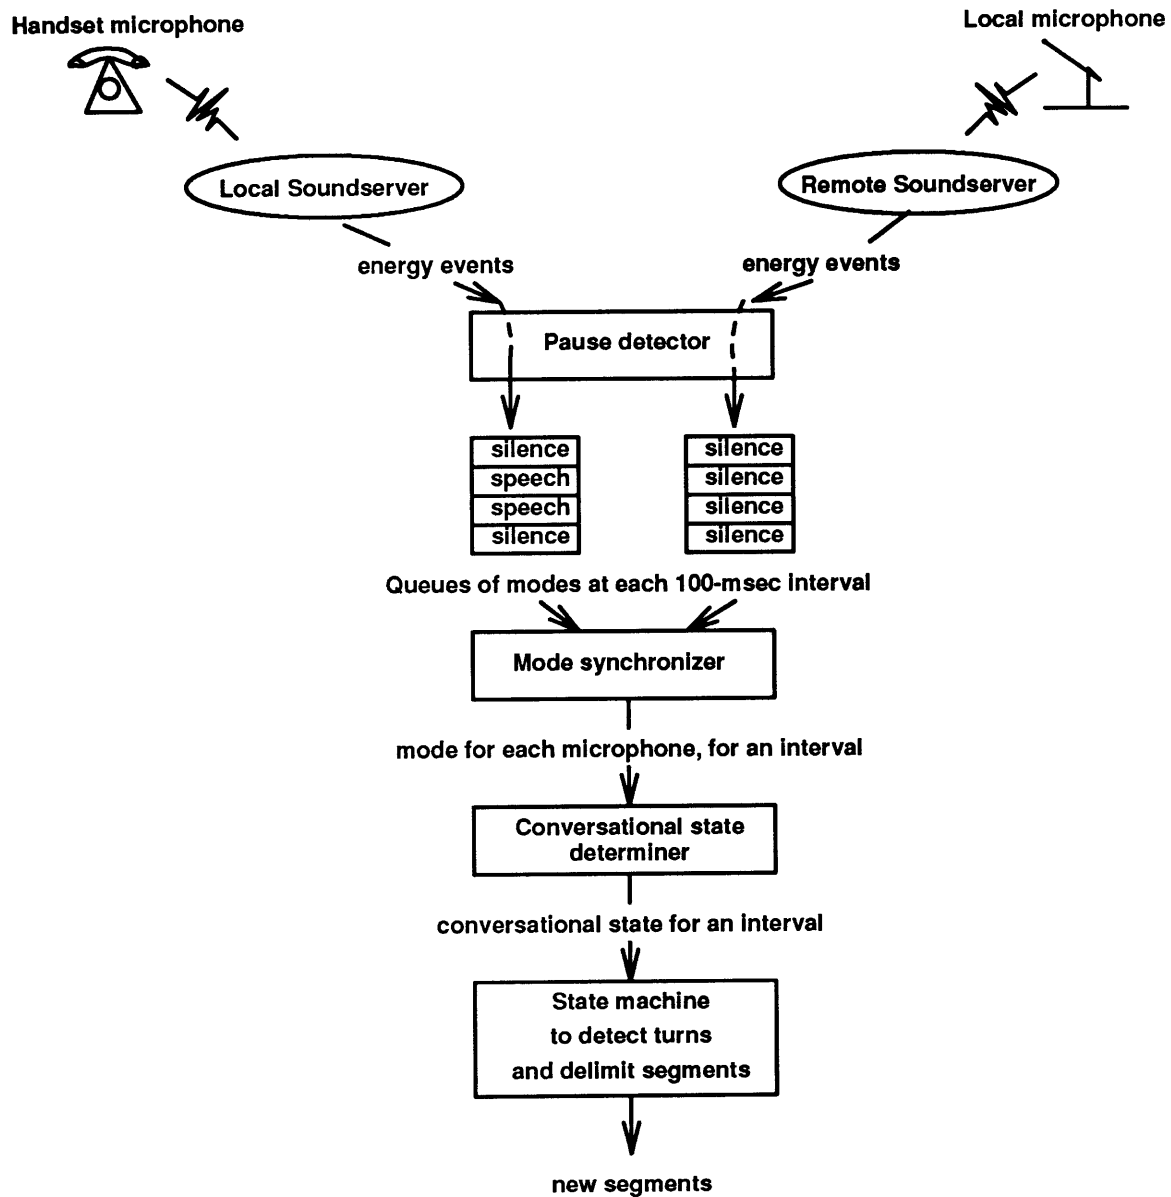 Handset microphone
Local microphone
Local Soundserver
Remote Soundserver
energy events
energy events
Pause detector
silence
speech
speech
silence
silence
silence
silence
silence
Queues of modes at each 100-msec interval
Mode synchronizer
mode for each microphone, for an interval
Conversational state
determiner
conversational state for an interval
State machine
to detect turns
and delimit segments
new segments